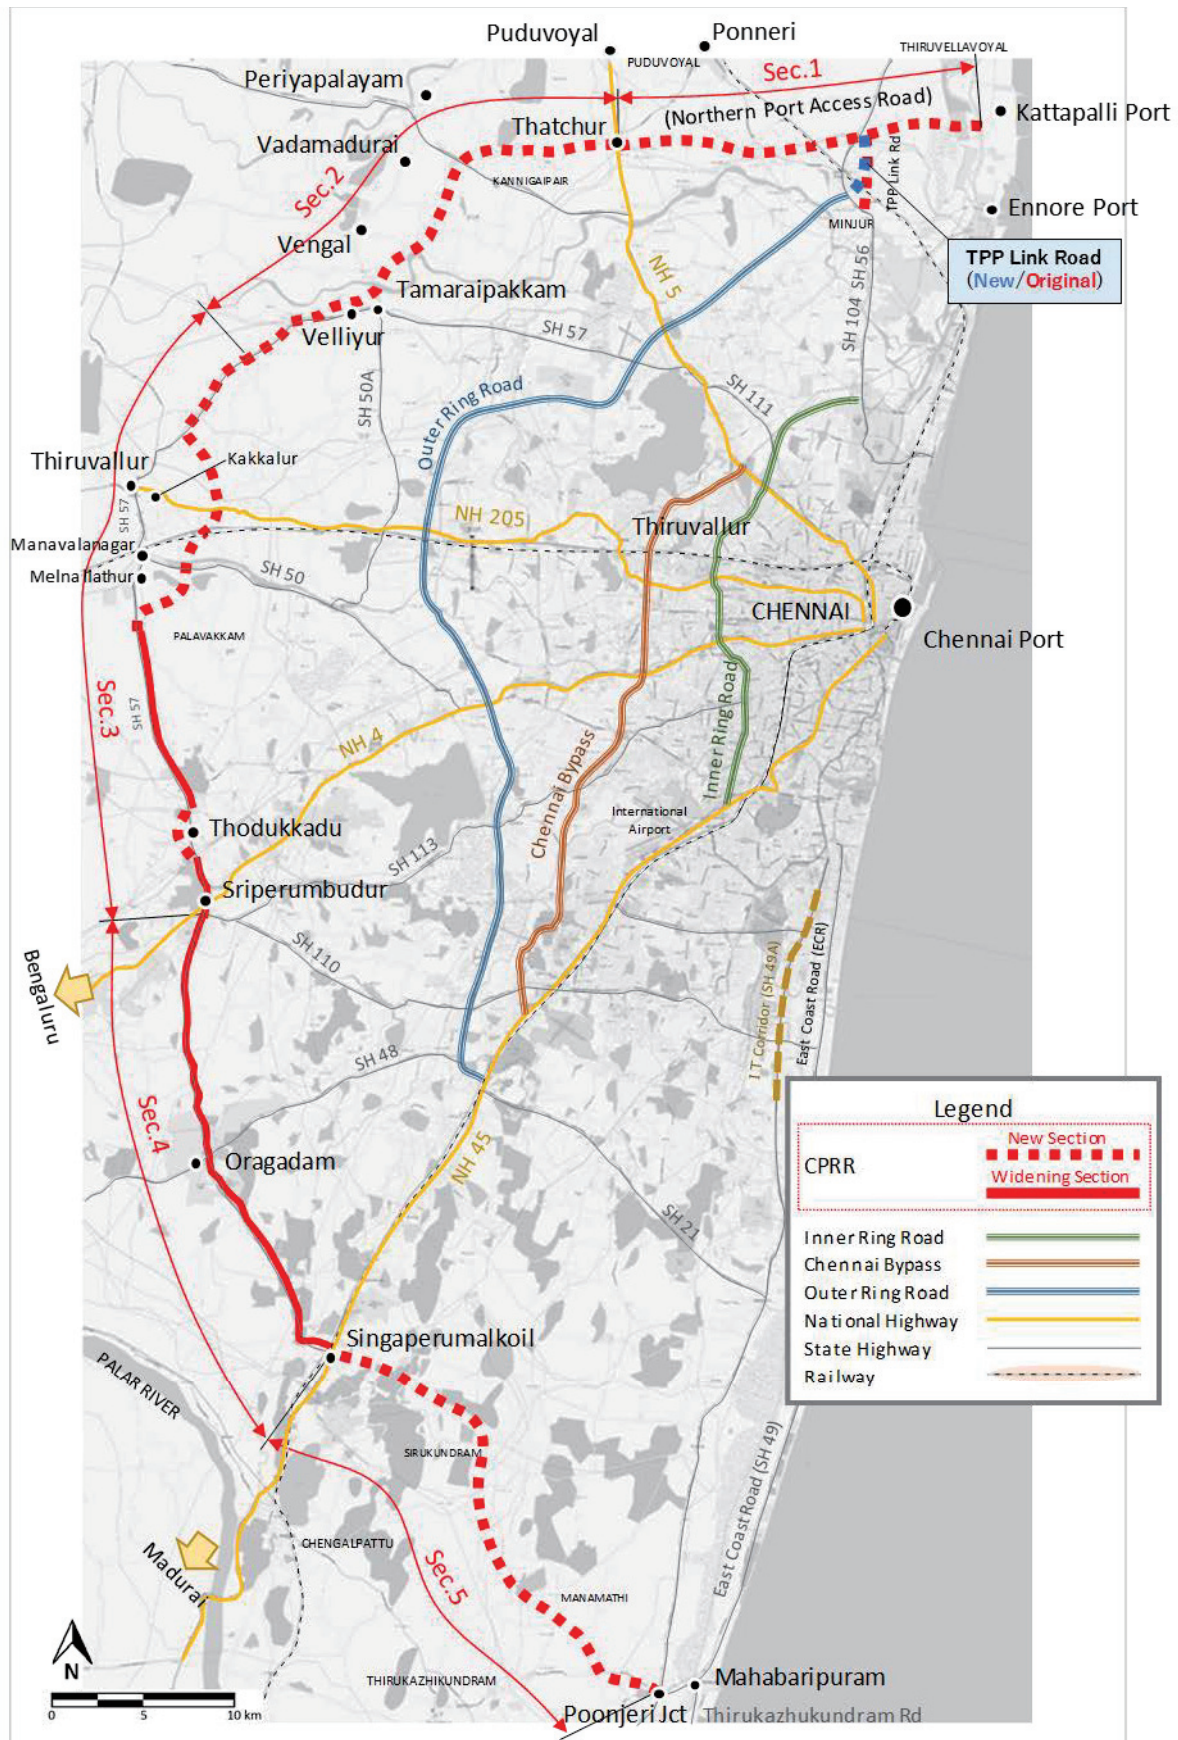 Puduvoyal
Ponneri
PUDUVOYAL
THIRUVELLAVOYAL
Sec.1
Periyapalayam
(Northern Port Access Road)
Kattapalli Port
Thatchur
Vadamadurai
KANNIGAIPAIR
TPP Link Rd
Sec.2
Ennore Port
MINJUR
Vengal
TPP Link Road
(New/Original)
NH 5
SH 56
Tamaraipakkam
Velliyur
SH 57
SH 104
SH 50A
SH 111
Outer Ring Road
Thiruvallur
Kakkalur
SH 57
NH 205
Thiruvallur
Manavalanagar
Melnallathur
SH 50
CHENNAI
PALAVAKKAM
Chennai Port
Sec.3
SH 57
NH 4
Inner Ring Road
Chennai Bypass
International
Airport
Thodukkadu
SH 113
Sriperumbudur
SH 110
Bengaluru
I T Corridor (SH 49A)
East Coast Road (ECR)
SH 48
Sec.4
Oragadam
NH 45
SH 21
Legend
CPRR
New Section
Widening Section
Inner Ring Road
Chennai Bypass
Outer Ring Road
National Highway
State Highway
Railway
Singaperumalkoil
PALAR RIVER
SIRUKUNDRAM
East Coast Road (SH 49)
CHENGALPATTU
Madurai
Sec.5
MANAMATHI
N
THIRUKAZHIKUNDRAM
Mahabaripuram
Poonjeri Jct
Thirukazhukundram Rd
0 5 10 km